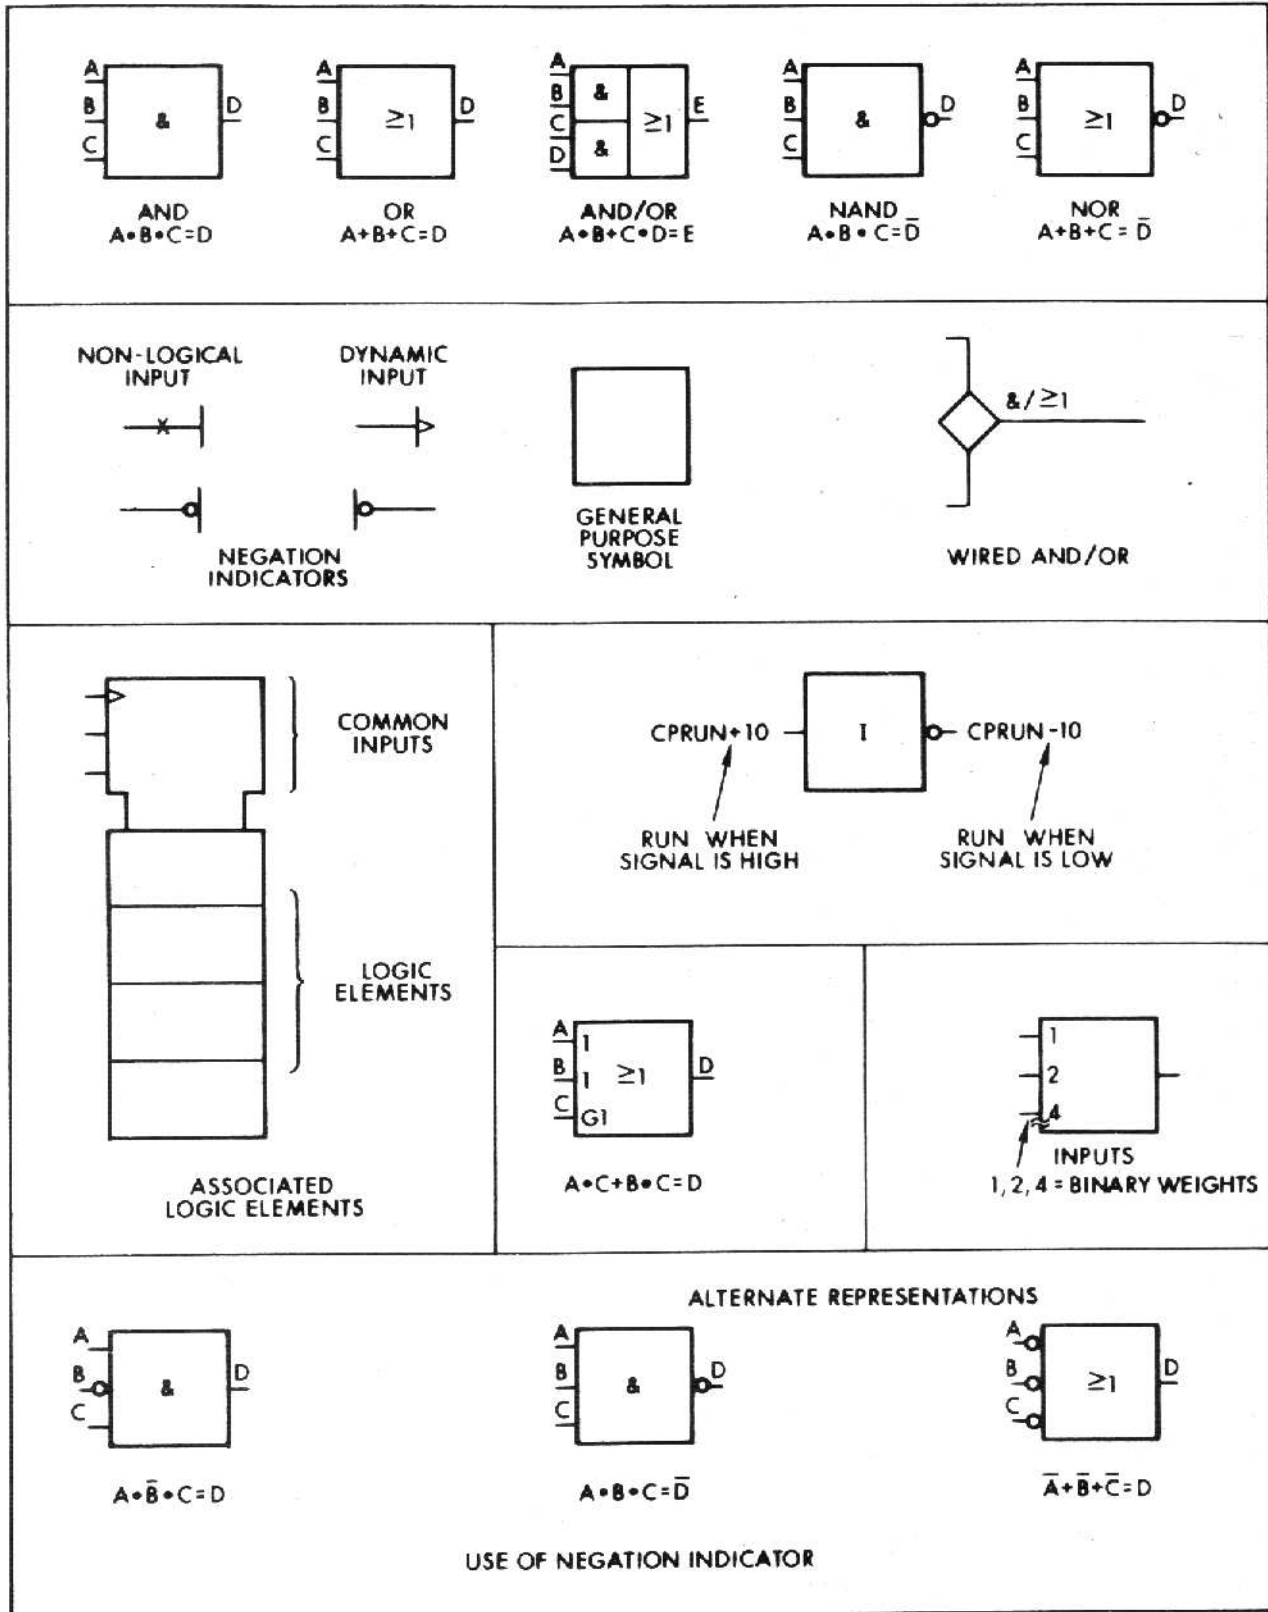 A
B
C
&
D
AND
A•B•C=D
A
B
C
≥1
D
OR
A+B+C=D
A
B
C
D
&
&
≥1
E
AND/OR
A•B+C•D=E
A
B
C
&
D
NAND
A•B•C=D̅
A
B
C
≥1
D
NOR
A+B+C=D̅
NON-LOGICAL
INPUT
X
DYNAMIC
INPUT
NEGATION
INDICATORS
GENERAL
PURPOSE
SYMBOL
&/≥1
WIRED AND/OR
COMMON
INPUTS
LOGIC
ELEMENTS
ASSOCIATED
LOGIC ELEMENTS
CPRUN+10
I
CPRUN-10
RUN WHEN
SIGNAL IS HIGH
RUN WHEN
SIGNAL IS LOW
A
B
C
1
1
G1
≥1
D
A•C+B•C=D
1
2
4
INPUTS
1, 2, 4 = BINARY WEIGHTS
ALTERNATE REPRESENTATIONS
A
B
C
&
D
A•B̅•C=D
A
B
C
&
D
A•B•C=D̅
A
B
C
≥1
D
A̅+B̅+C̅=D
USE OF NEGATION INDICATOR